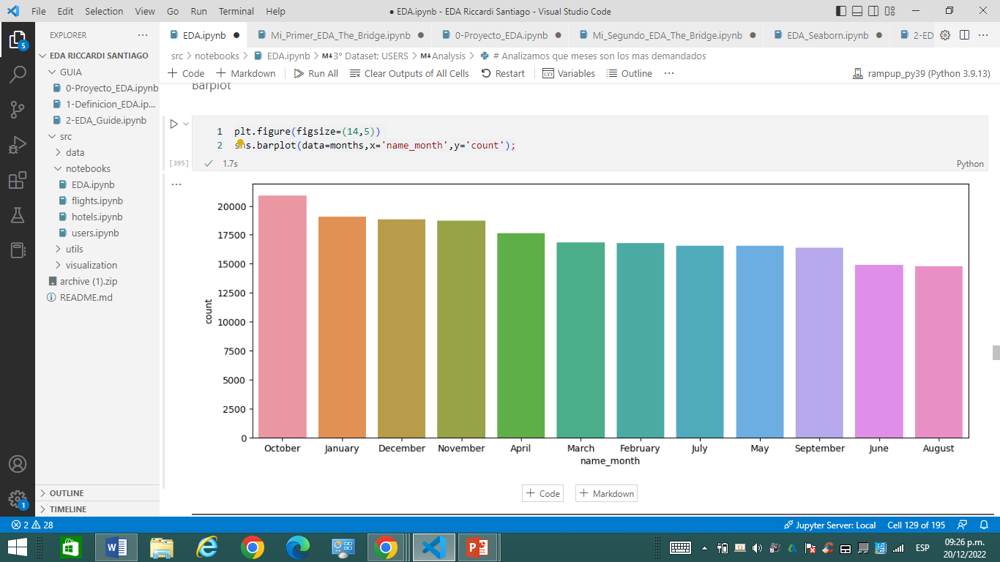 File Edit Selection View Go Run Terminal Help
● EDA.ipynb - EDA Riccardi Santiago - Visual Studio Code
EXPLORER
EDA RICCARDI SANTIAGO
GUIA
0-Proyecto_EDA.ipynb
1-Definicion_EDA.ip...
2-EDA_Guide.ipynb
src
data
notebooks
EDA.ipynb
flights.ipynb
hotels.ipynb
users.ipynb
utils
visualization
archive (1).zip
README.md
OUTLINE
TIMELINE
5
1
EDA.ipynb ● Mi_Primer_EDA_The_Bridge.ipynb ● 0-Proyecto_EDA.ipynb ● Mi_Segundo_EDA_The_Bridge.ipynb ● EDA_Seaborn.ipynb ● 2-ED
src > notebooks > EDA.ipynb > M↓3° Dataset: USERS > M↓Analysis > # Analizamos que meses son los mas demandados
+ Code + Markdown Run All Clear Outputs of All Cells Restart Variables Outline ... rampup_py39 (Python 3.9.13)
Barplot
1 plt.figure(figsize=(14,5))
2 sns.barplot(data=months,x='name_month',y='count');
[395] ✓ 1.7s Python
20000
17500
15000
12500
10000
7500
5000
2500
0
count
October January December November April March February July May September June August
name_month
+ Code + Markdown
2 28 Jupyter Server: Local Cell 129 of 195
ESP
09:26 p.m.
20/12/2022